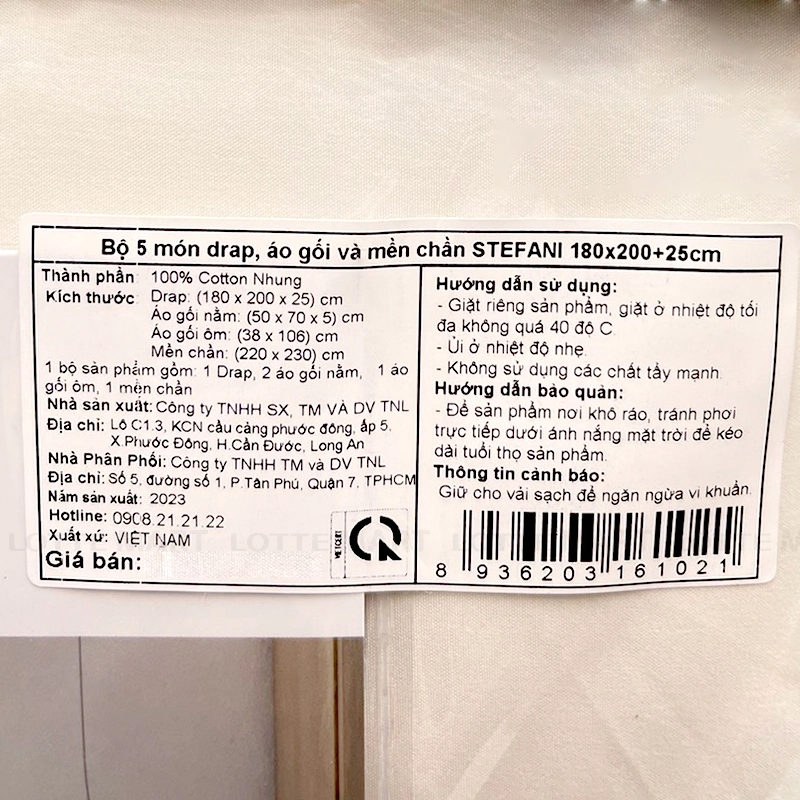 Bộ 5 món drap, áo gối và mền chần STEFANI 180x200+25cm
Thành phần: 100% Cotton Nhung
Kích thước: Drap: (180 x 200 x 25) cm
Áo gối nằm: (50 x 70 x 5) cm
Áo gối ôm: (38 x 106) cm
Mền chần: (220 x 230) cm
1 bộ sản phẩm gồm: 1 Drap, 2 áo gối nằm, 1 áo
gối ôm, 1 mền chần
Nhà sản xuất: Công ty TNHH SX, TM VÀ DV TNL
Địa chỉ: Lô C1.3, KCN cầu cảng phước đông, ấp 5,
X.Phước Đông, H.Cần Đước, Long An
Nhà Phân Phối: Công ty TNHH TM và DV TNL
Địa chỉ: Số 5, đường số 1, P.Tân Phú, Quận 7, TPHCM
Năm sản xuất: 2023
Hotline: 0908.21.21.22
Xuất xứ: VIỆT NAM
Giá bán:
VIETCERT
CR
Hướng dẫn sử dụng:
- Giặt riêng sản phẩm, giặt ở nhiệt độ tối
đa không quá 40 độ C
- Ủi ở nhiệt độ nhẹ.
- Không sử dụng các chất tẩy mạnh.
Hướng dẫn bảo quản:
- Để sản phẩm nơi khô ráo, tránh phơi
trực tiếp dưới ánh nắng mặt trời để kéo
dài tuổi thọ sản phẩm.
Thông tin cảnh báo:
Giữ cho vải sạch để ngăn ngừa vi khuẩn.
8 936203 161021
LOTTE MART LOTTE MART LOTTE M